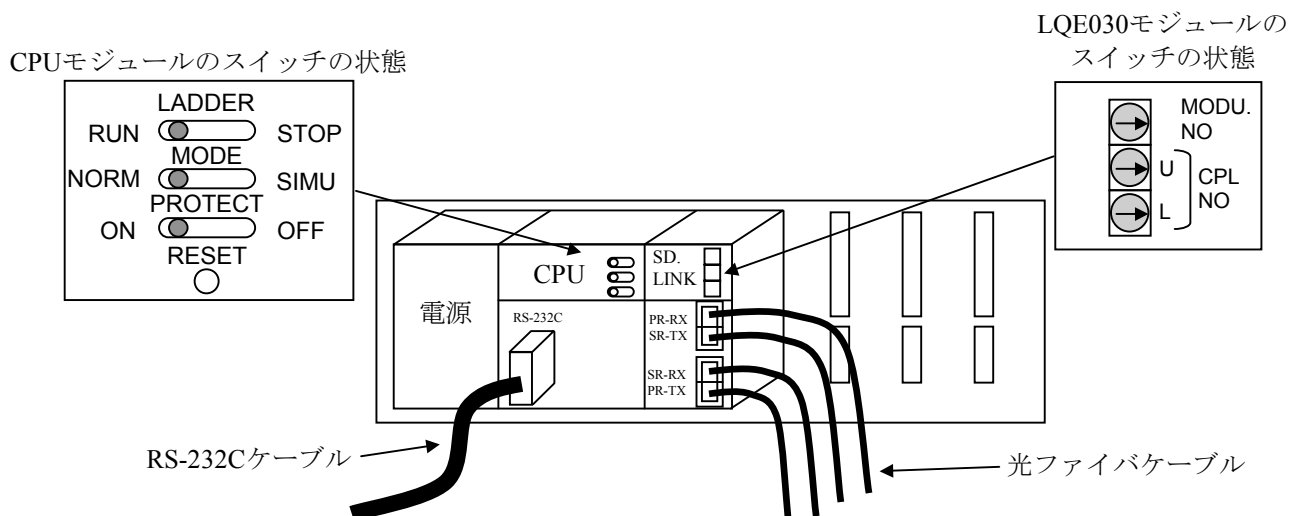 LQE030モジュールの
スイッチの状態
CPUモジュールのスイッチの状態
LADDER
RUN STOP
MODE
NORM SIMU
PROTECT
ON OFF
RESET
MODU.
NO
U
L
CPL
NO
CPU
SD.
LINK
電源
RS-232C
PR-RX
SR-TX
SR-RX
PR-TX
RS-232Cケーブル
光ファイバケーブル